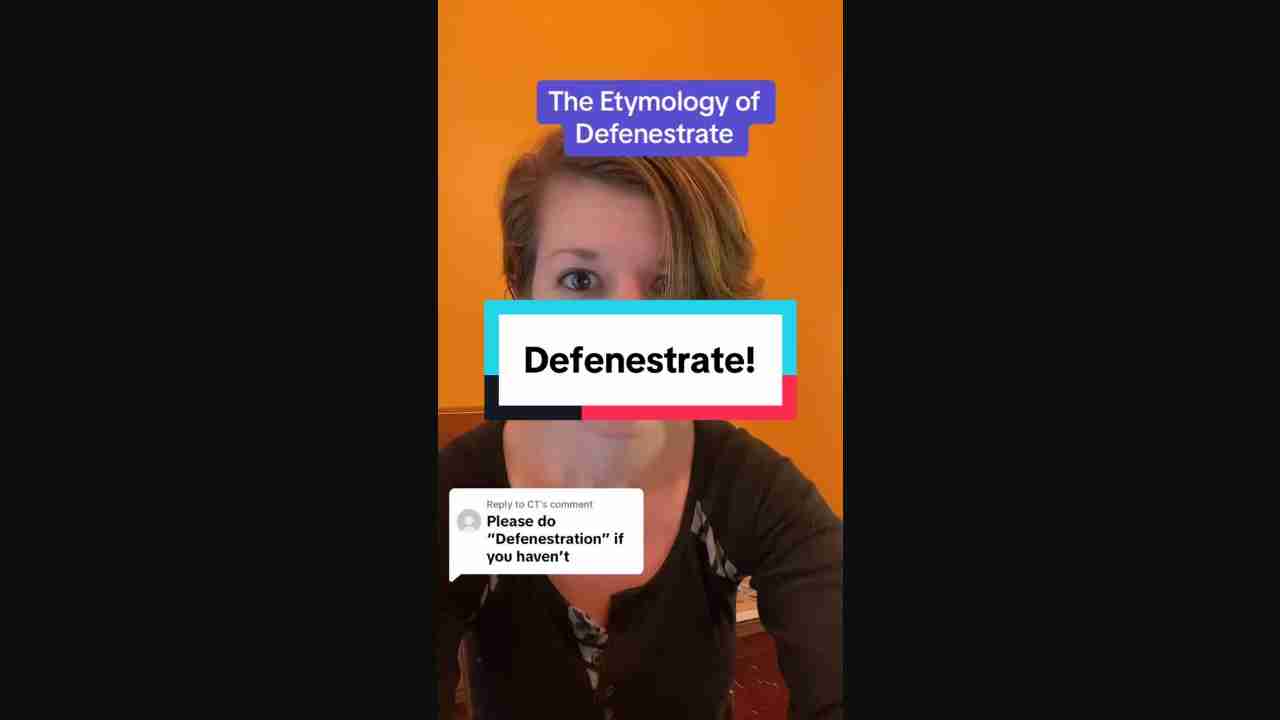 The Etymology of
Defenestrate
Defenestrate!
Reply to CT's comment
Please do
“Defenestration” if
you haven’t